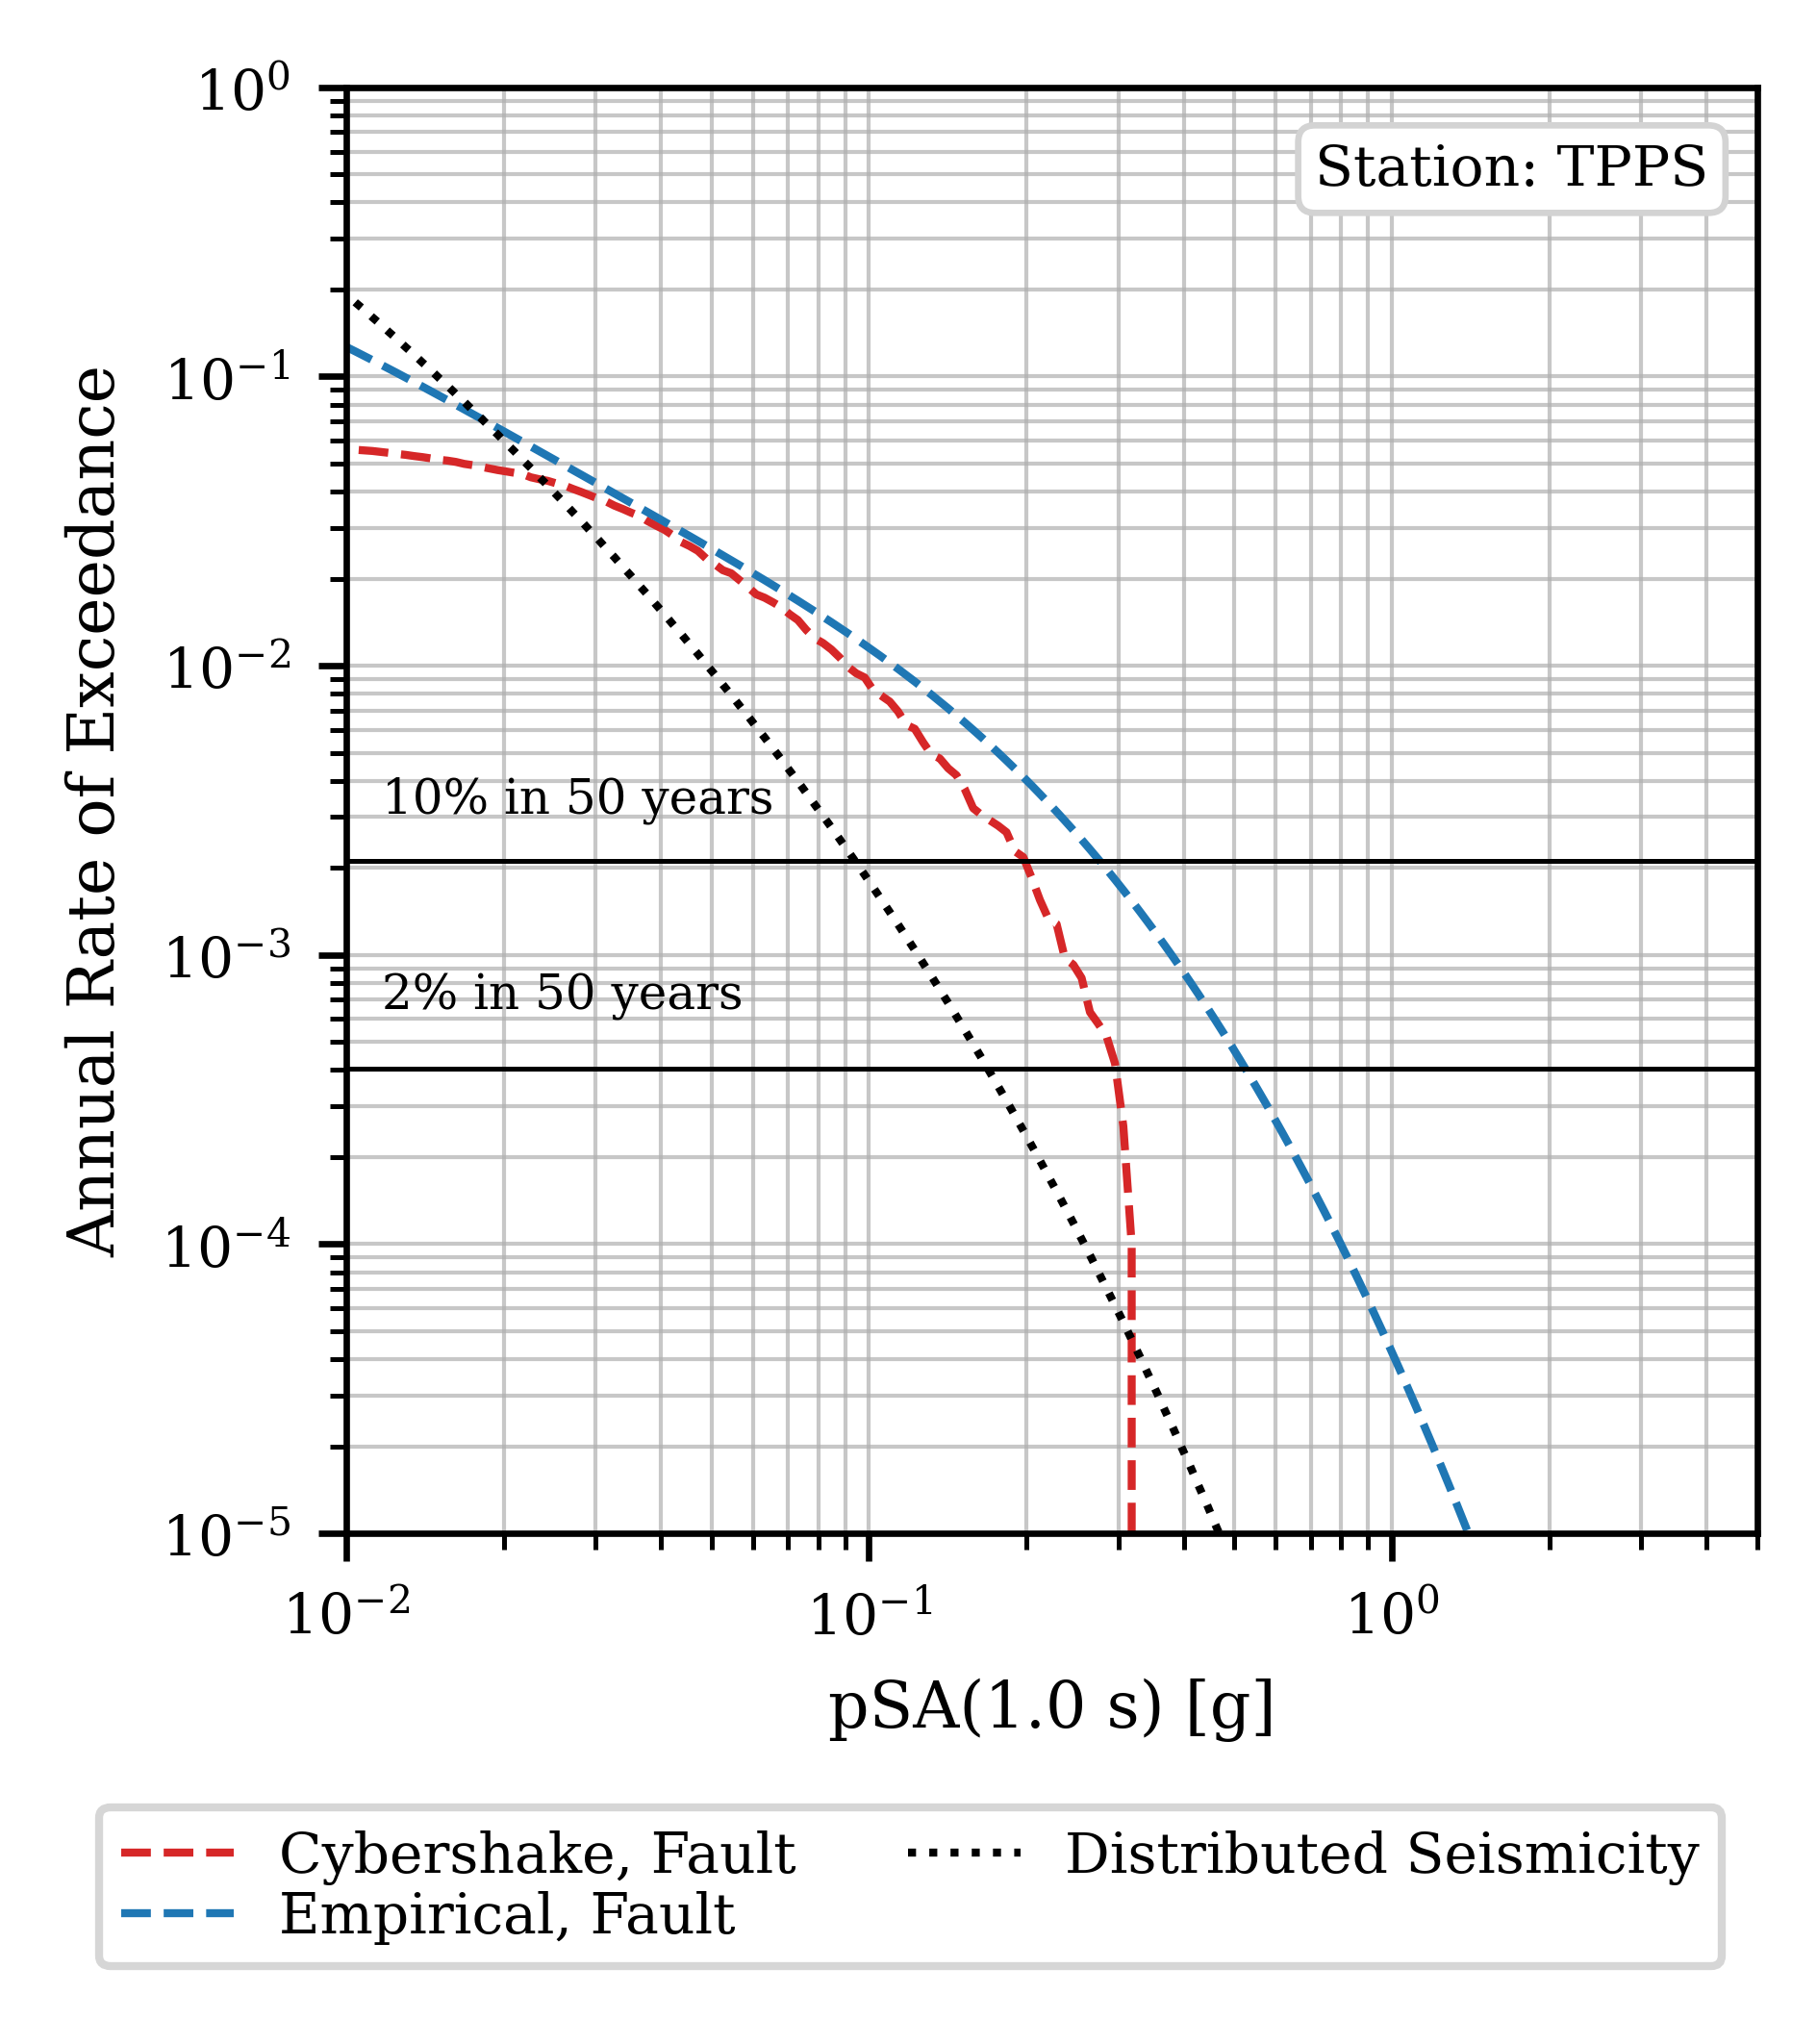 10⁰
Station: TPPS
10⁻¹
10⁻²
10% in 50 years
10⁻³
2% in 50 years
10⁻⁴
10⁻⁵
Annual Rate of Exceedance
10⁻² 10⁻¹ 10⁰
pSA(1.0 s) [g]
Cybershake, Fault
Empirical, Fault
Distributed Seismicity